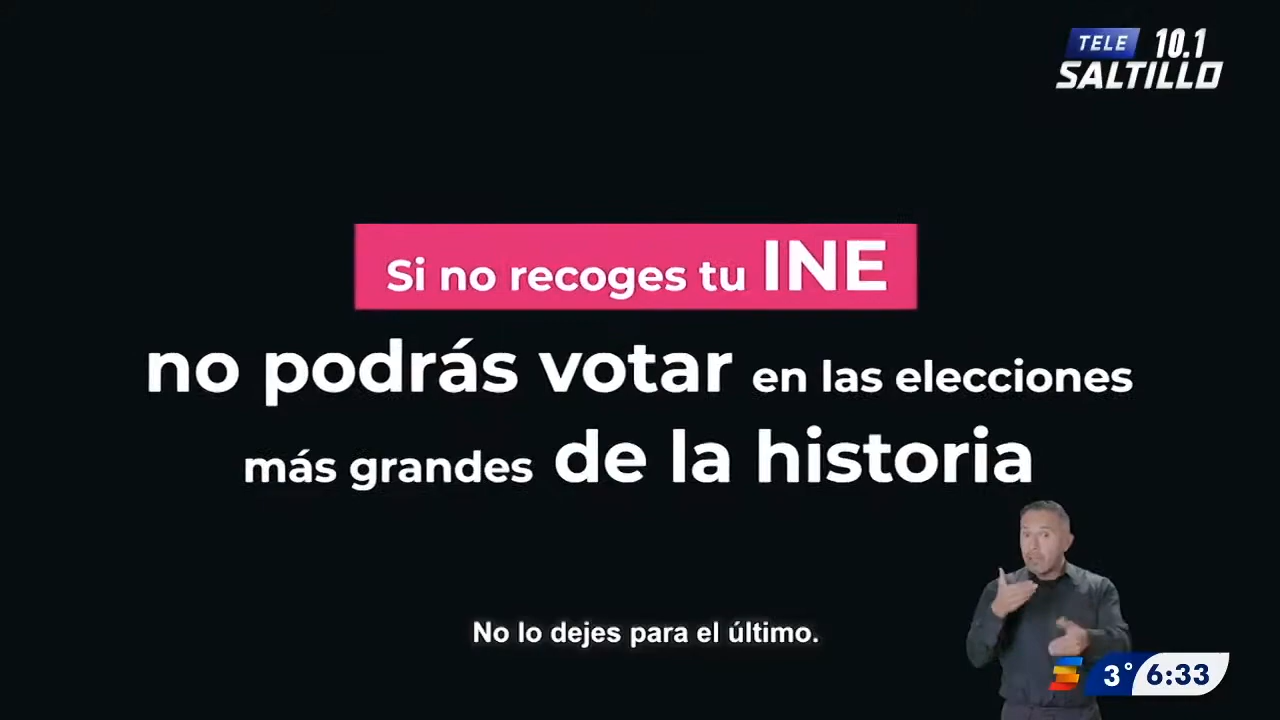 TELE 10.1
SALTILLO
Si no recoges tu INE
no podrás votar en las elecciones
más grandes de la historia
No lo dejes para el último.
3° 6:33